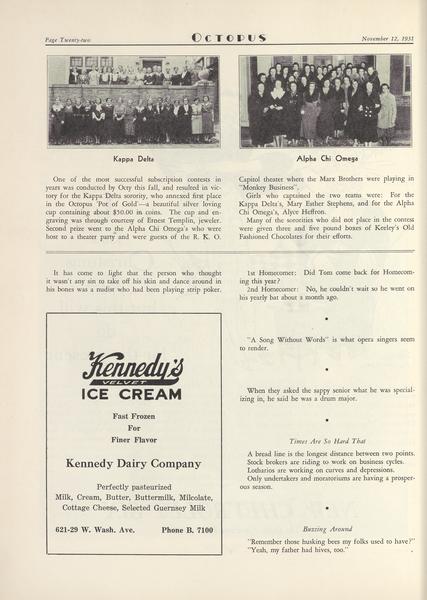 Page Twenty-two
OCTOPUS
November 12, 1931
Kappa Delta
Alpha Chi Omega
One of the most successful subscription contests in
years was conducted by Octy this fall, and resulted in vic-
tory for the Kappa Delta sorority, who annexed first place
in the Octopus 'Pot of Gold'—a beautiful silver loving
cup containing about $50.00 in coins. The cup and en-
graving was through courtesy of Ernest Templin, jeweler.
Second prize went to the Alpha Chi Omega's who were
host to a theater party and were guests of the R. K. O.
Capitol theater where the Marx Brothers were playing in
"Monkey Business".
Girls who captained the two teams were: For the
Kappa Delta's, Mary Esther Stephens, and for the Alpha
Chi Omega's, Alyce Heffron.
Many of the sororities who did not place in the contest
were given three and five pound boxes of Keeley's Old
Fashioned Chocolates for their efforts.
It has come to light that the person who thought
it wasn't any sin to take off his skin and dance around in
his bones was a nudist who had been playing strip poker.
Kennedy's
VELVET
ICE CREAM
Fast Frozen
For
Finer Flavor
Kennedy Dairy Company
Perfectly pasteurized
Milk, Cream, Butter, Buttermilk, Milcolate,
Cottage Cheese, Selected Guernsey Milk
621-29 W. Wash. Ave. Phone B. 7100
1st Homecomer: Did Tom come back for Homecom-
ing this year?
2nd Homecomer: No, he couldn't wait so he went on
his yearly bat about a month ago.
"A Song Without Words" is what opera singers seem
to render.
When they asked the sappy senior what he was special-
izing in, he said he was a drum major.
Times Are So Hard That
A bread line is the longest distance between two points.
Stock brokers are riding to work on business cycles.
Lotharios are working on curves and depressions.
Only undertakers and moratoriums are having a prosper-
ous season.
Buzzing Around
"Remember those husking bees my folks used to have?"
"Yeah, my father had hives, too."